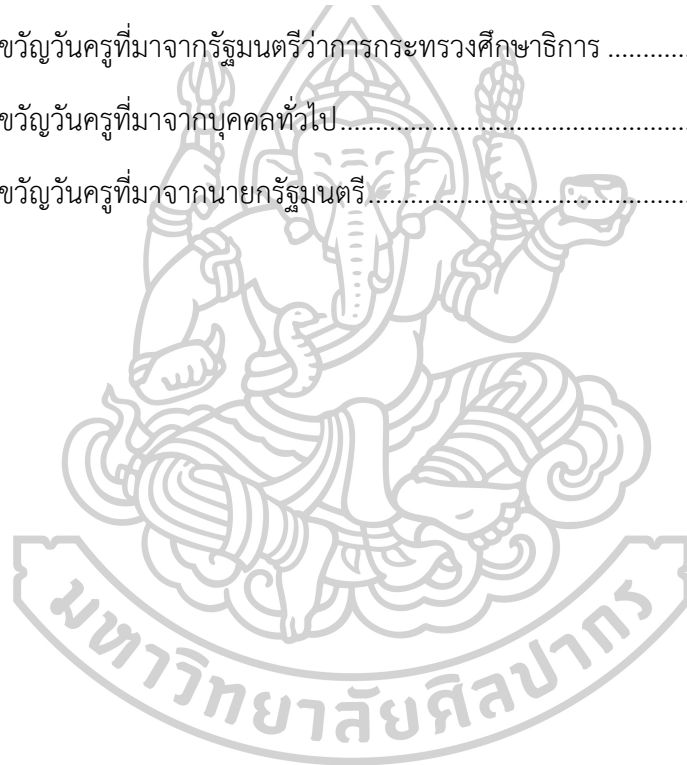 ขวัญวันครูที่มาจากรัฐมนตรีว่าการกระทรวงศึกษาธิการ ............
ขวัญวันครูที่มาจากบุคคลทั่วไป................................................
ขวัญวันครูที่มาจากนายกรัฐมนตรี............................................
มหาวิทยาลัยศิลปากร